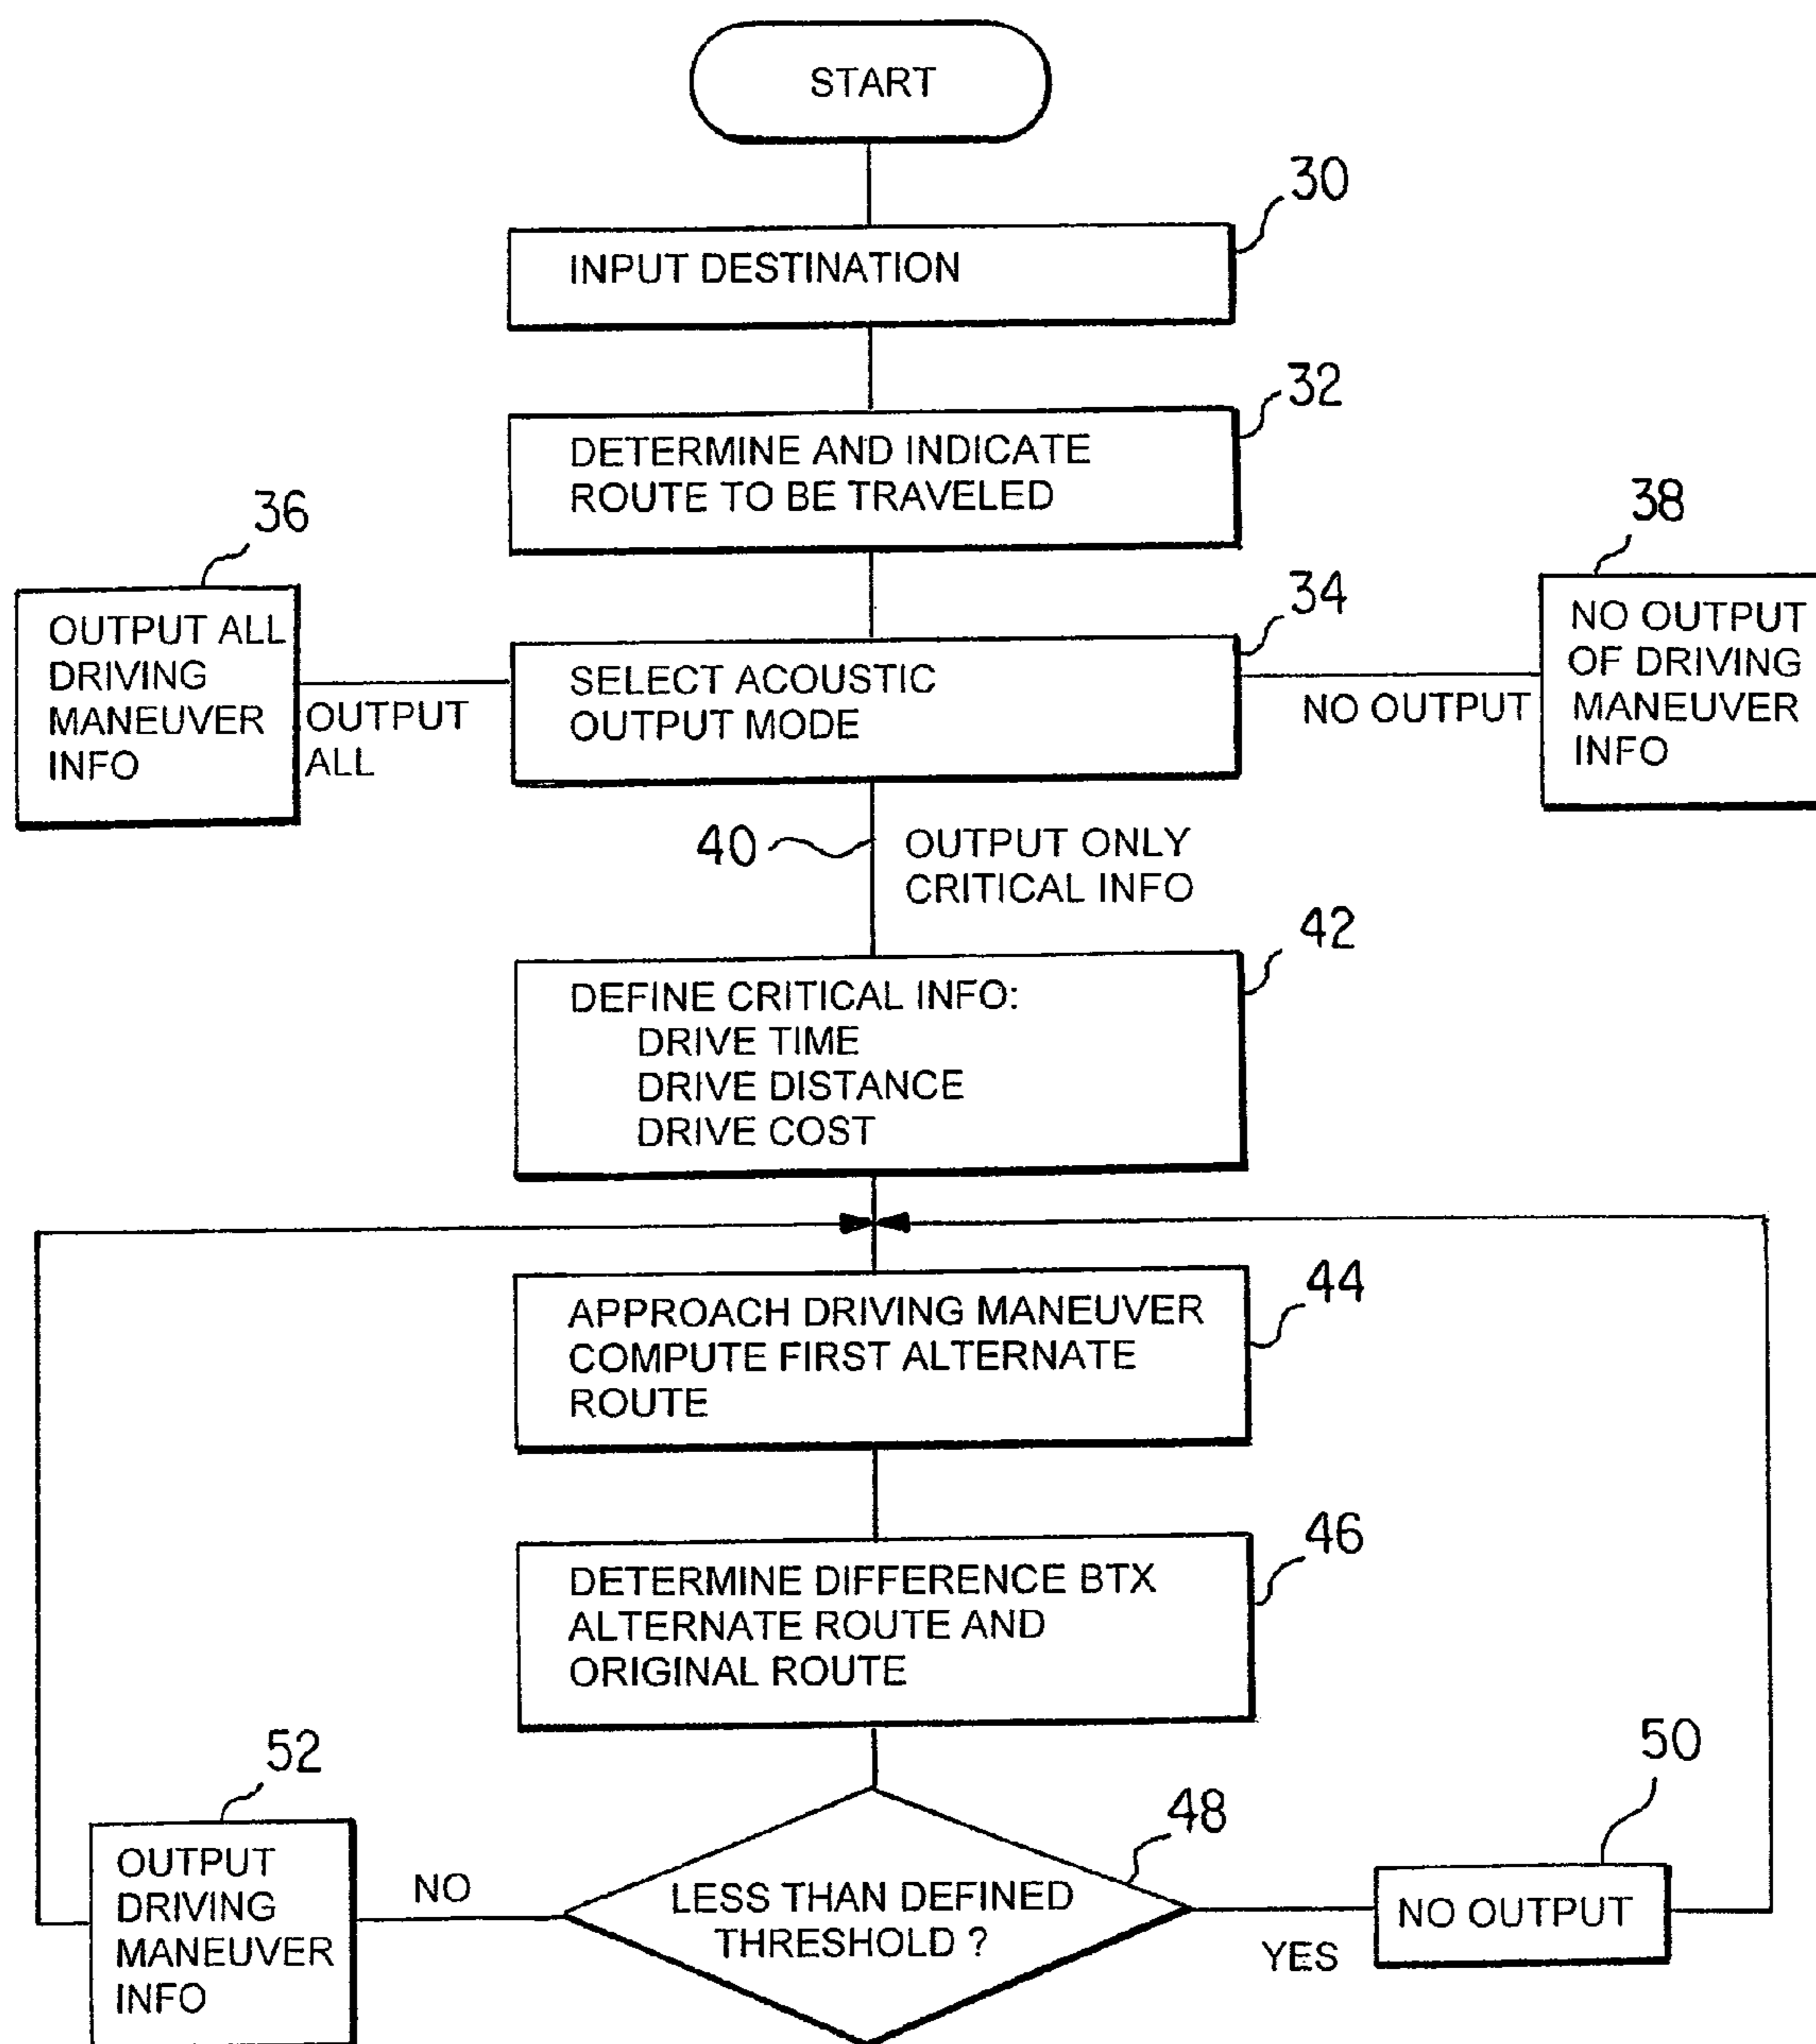 START
30
INPUT DESTINATION
32
DETERMINE AND INDICATE
ROUTE TO BE TRAVELED
36
OUTPUT ALL
DRIVING
MANEUVER
INFO
OUTPUT
ALL
34
SELECT ACOUSTIC
OUTPUT MODE
38
NO OUTPUT
OF DRIVING
MANEUVER
INFO
NO OUTPUT
40
OUTPUT ONLY
CRITICAL INFO
42
DEFINE CRITICAL INFO:
DRIVE TIME
DRIVE DISTANCE
DRIVE COST
44
APPROACH DRIVING MANEUVER
COMPUTE FIRST ALTERNATE
ROUTE
46
DETERMINE DIFFERENCE BTX
ALTERNATE ROUTE AND
ORIGINAL ROUTE
48
LESS THAN DEFINED
THRESHOLD ?
52
OUTPUT
DRIVING
MANEUVER
INFO
NO
YES
50
NO OUTPUT